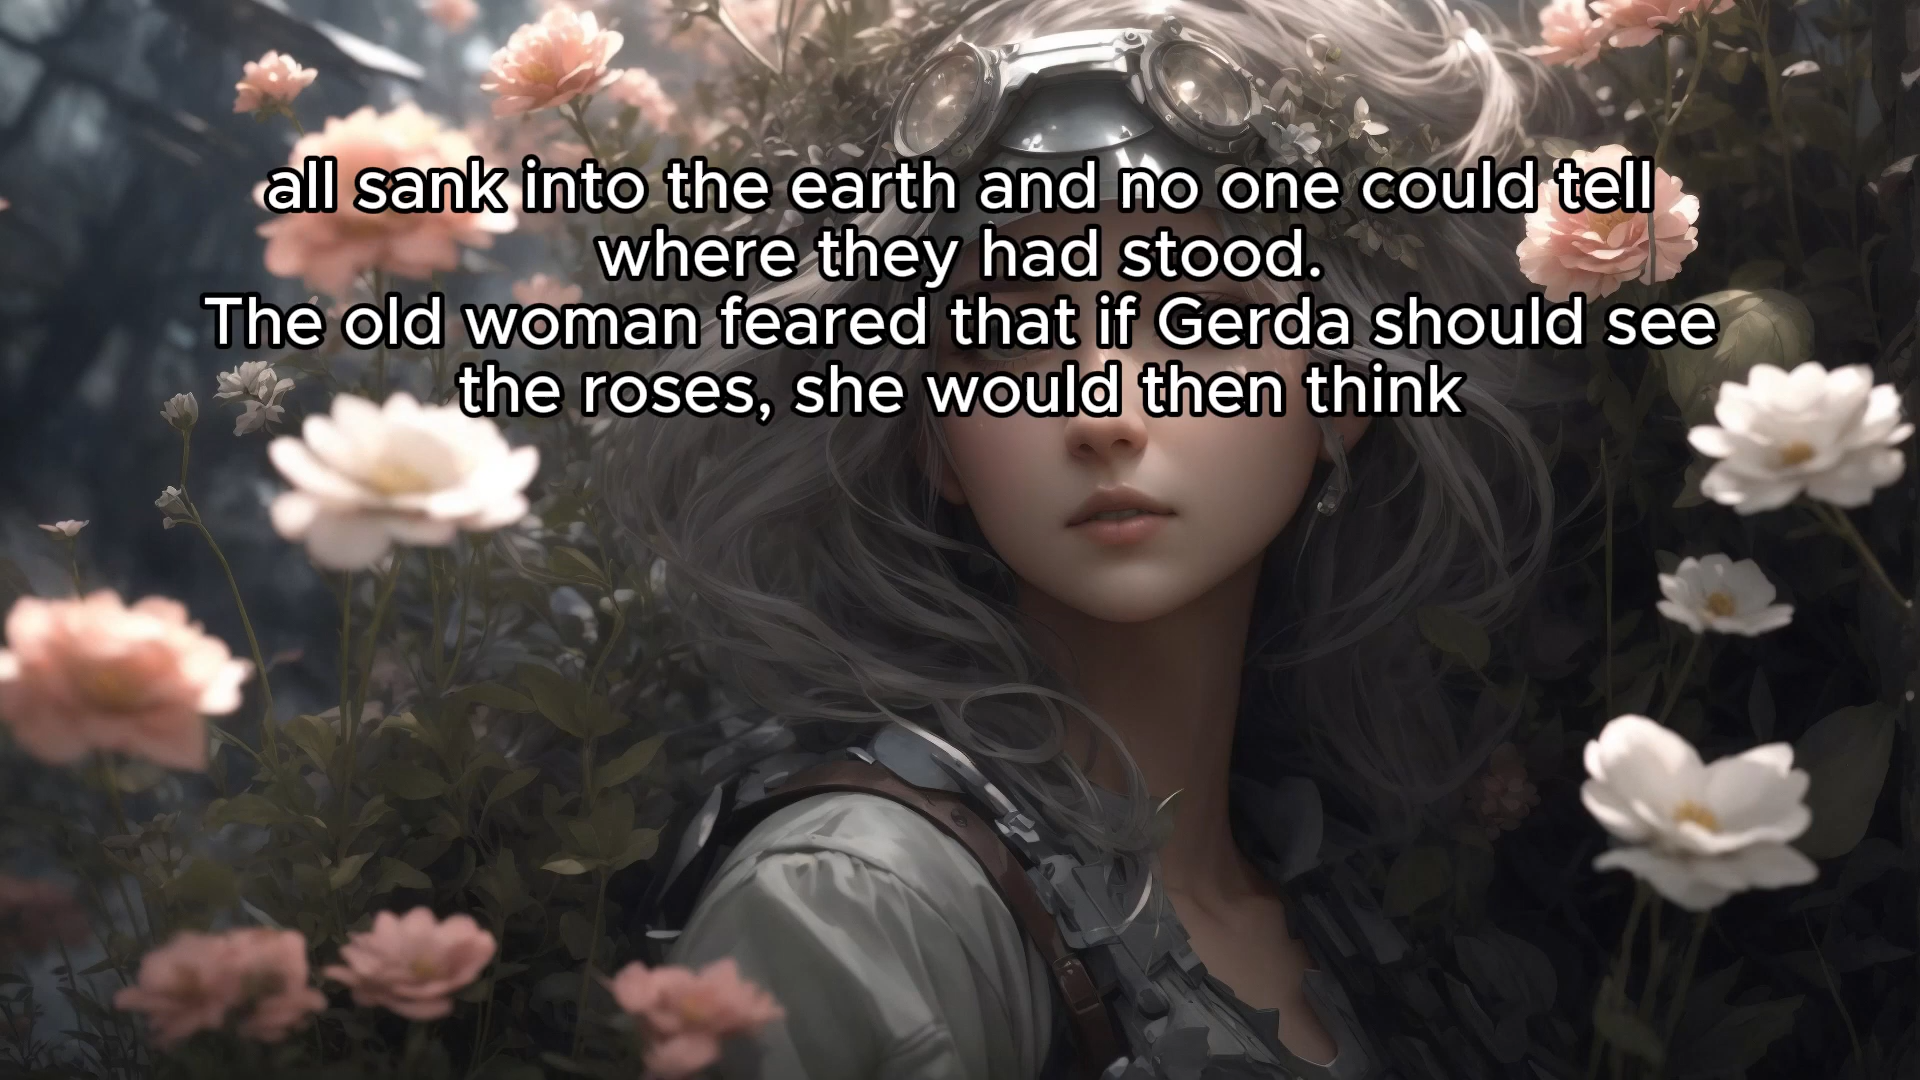 all sank into the earth and no one could tell
where they had stood.
The old woman feared that if Gerda should see
the roses, she would then think